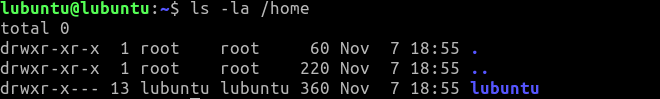 lubuntu@lubuntu:~$ ls -la /home
total 0
drwxr-xr-x  1 root    root     60 Nov  7 18:55 .
drwxr-xr-x  1 root    root    220 Nov  7 18:55 ..
drwxr-x--- 13 lubuntu lubuntu 360 Nov  7 18:55 lubuntu